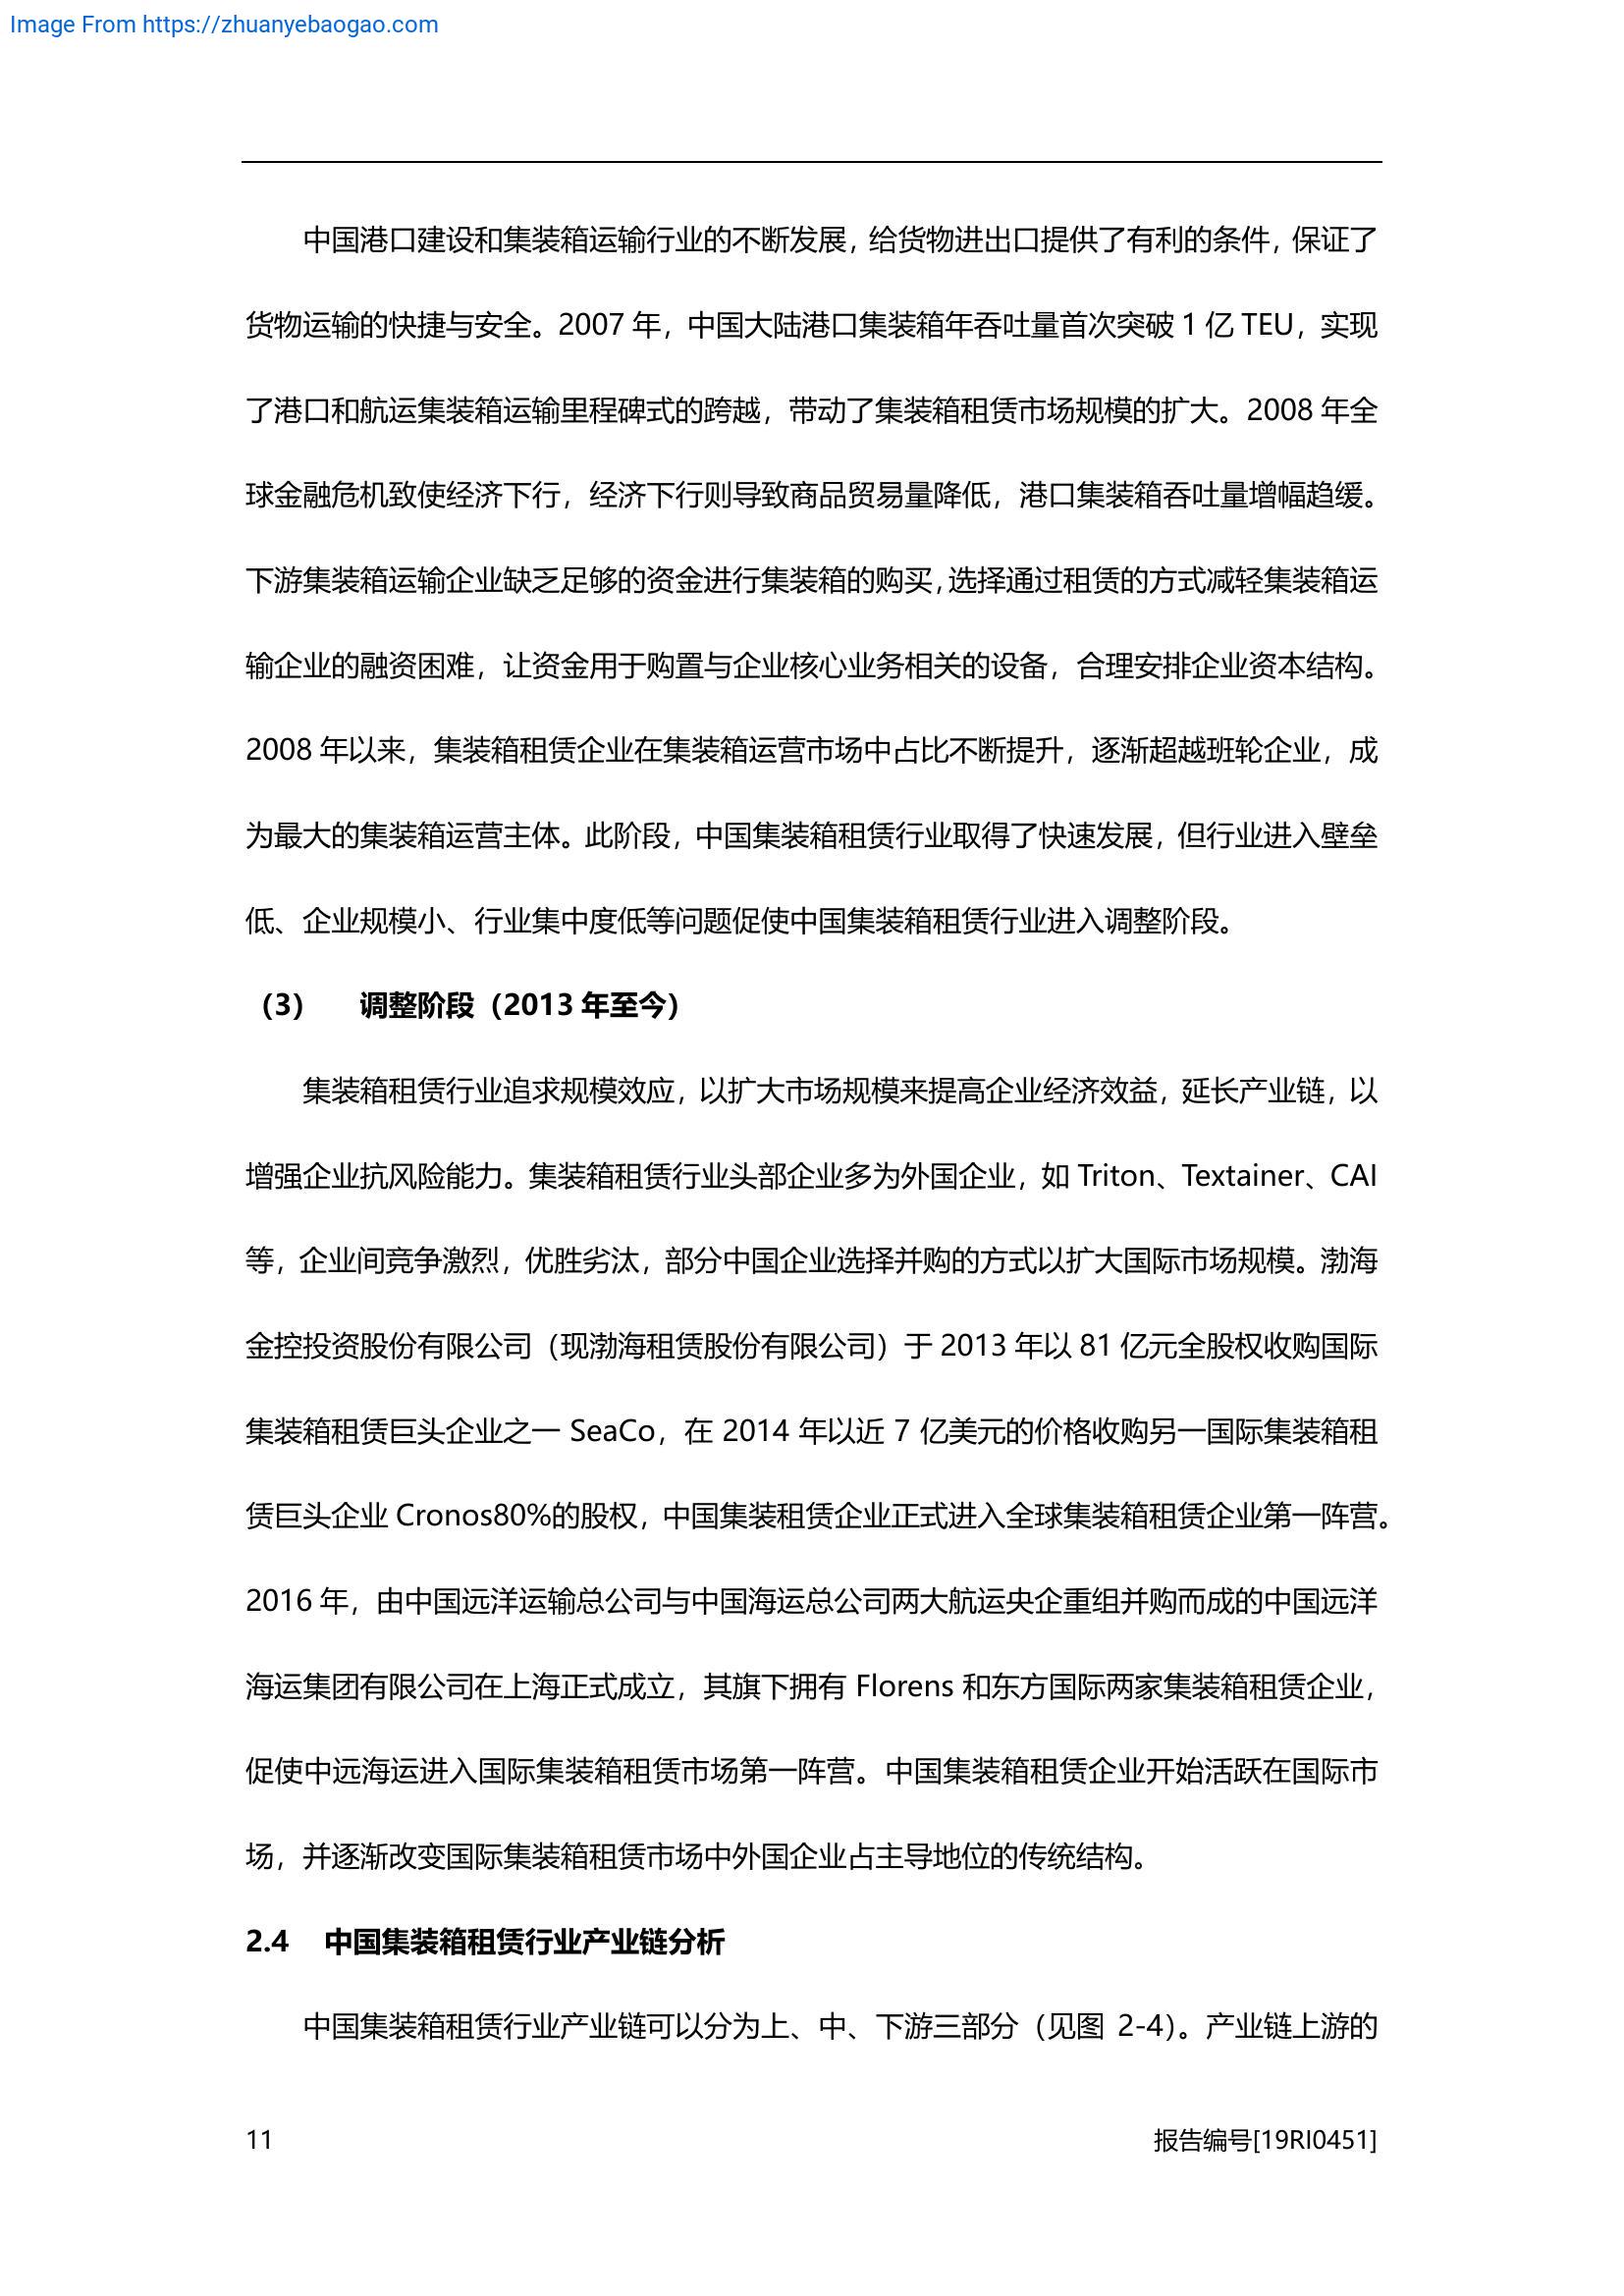 Image From https://zhuanyebaogao.com
中国港口建设和集装箱运输行业的不断发展，给货物进出口提供了有利的条件，保证了
货物运输的快捷与安全。2007 年，中国大陆港口集装箱年吞吐量首次突破 1 亿 TEU，实现
了港口和航运集装箱运输里程碑式的跨越，带动了集装箱租赁市场规模的扩大。2008 年全
球金融危机致使经济下行，经济下行则导致商品贸易量降低，港口集装箱吞吐量增幅趋缓。
下游集装箱运输企业缺乏足够的资金进行集装箱的购买，选择通过租赁的方式减轻集装箱运
输企业的融资困难，让资金用于购置与企业核心业务相关的设备，合理安排企业资本结构。
2008 年以来，集装箱租赁企业在集装箱运营市场中占比不断提升，逐渐超越班轮企业，成
为最大的集装箱运营主体。此阶段，中国集装箱租赁行业取得了快速发展，但行业进入壁垒
低、企业规模小、行业集中度低等问题促使中国集装箱租赁行业进入调整阶段。
（3） 调整阶段（2013 年至今）
集装箱租赁行业追求规模效应，以扩大市场规模来提高企业经济效益，延长产业链，以
增强企业抗风险能力。集装箱租赁行业头部企业多为外国企业，如 Triton、Textainer、CAI
等，企业间竞争激烈，优胜劣汰，部分中国企业选择并购的方式以扩大国际市场规模。渤海
金控投资股份有限公司（现渤海租赁股份有限公司）于 2013 年以 81 亿元全股权收购国际
集装箱租赁巨头企业之一 SeaCo，在 2014 年以近 7 亿美元的价格收购另一国际集装箱租
赁巨头企业 Cronos80%的股权，中国集装租赁企业正式进入全球集装箱租赁企业第一阵营。
2016 年，由中国远洋运输总公司与中国海运总公司两大航运央企重组并购而成的中国远洋
海运集团有限公司在上海正式成立，其旗下拥有 Florens 和东方国际两家集装箱租赁企业，
促使中远海运进入国际集装箱租赁市场第一阵营。中国集装箱租赁企业开始活跃在国际市
场，并逐渐改变国际集装箱租赁市场中外国企业占主导地位的传统结构。
2.4 中国集装箱租赁行业产业链分析
中国集装箱租赁行业产业链可以分为上、中、下游三部分（见图 2-4）。产业链上游的
11 报告编号[19RI0451]